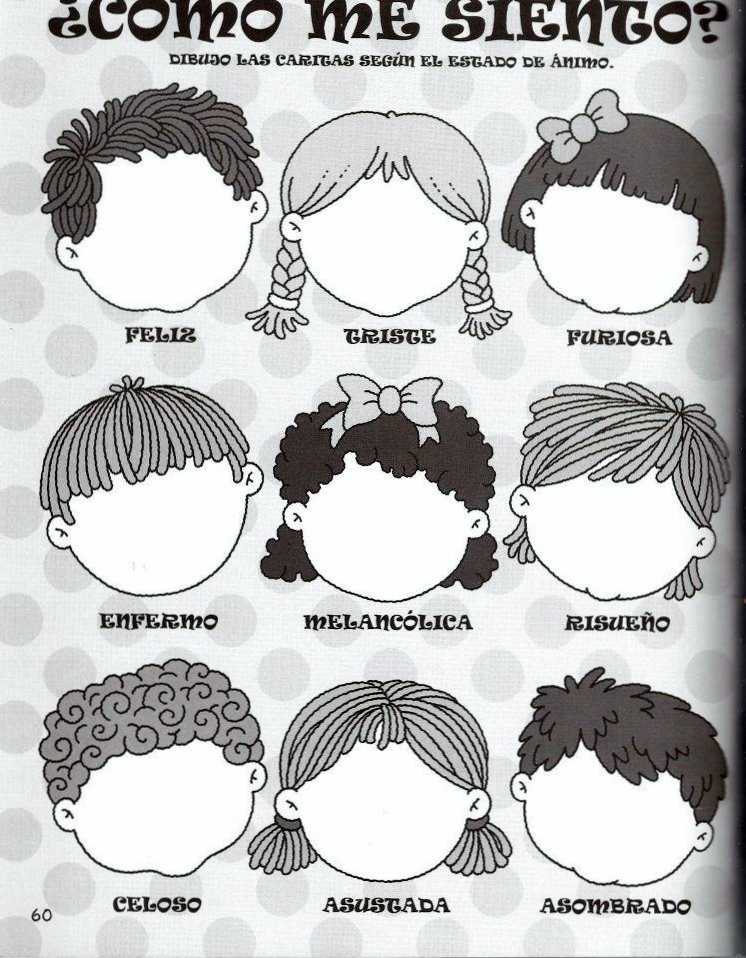 ¿CÓMO ME SIENTO?
DIBUJO LAS CARITAS SEGÚN EL ESTADO DE ÁNIMO.
FELIZ
TRISTE
FURIOSA
ENFERMO
MELANCÓLICA
RISUEÑO
CELOSO
ASUSTADA
ASOMBRADO
60